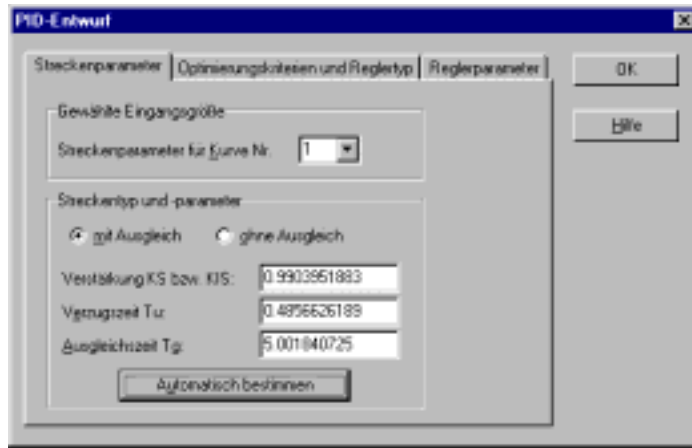 PID-Entwurf
Streckenparameter Optimierungskriterien und Reglertyp Reglerparameter
OK
Gewählte Eingangsgröße
Hilfe
Streckenparameter für Kurve Nr. 1
Streckentyp und -parameter
mit Ausgleich ohne Ausgleich
Verstärkung KS bzw. KIS: 0.9903951883
Verzugszeit Tu: 0.4856626189
Ausgleichszeit Tg: 5.001840725
Automatisch bestimmen